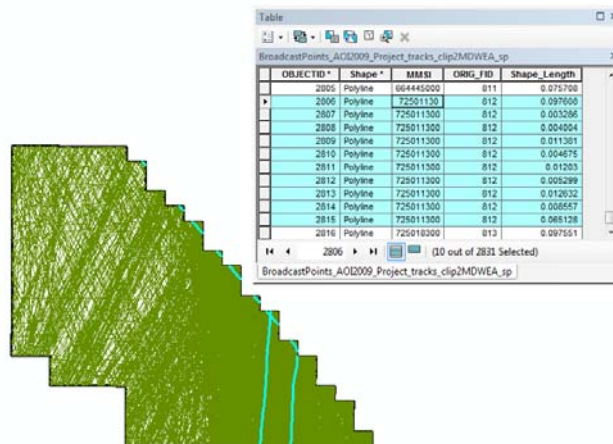 Table
BroadcastPoints_AOI2009_Project_tracks_clip2MDWEA_sp
OBJECTID * Shape * MMSI ORIG_FID Shape_Length
2805 Polyline 664445000 811 0.075708
2806 Polyline 72501130 812 0.097608
2807 Polyline 725011300 812 0.003286
2808 Polyline 725011300 812 0.004004
2809 Polyline 725011300 812 0.011381
2810 Polyline 725011300 812 0.004675
2811 Polyline 725011300 812 0.01203
2812 Polyline 725011300 812 0.005299
2813 Polyline 725011300 812 0.012632
2814 Polyline 725011300 812 0.008557
2815 Polyline 725011300 812 0.065128
2816 Polyline 725018300 813 0.097551
2806 (10 out of 2831 Selected)
BroadcastPoints_AOI2009_Project_tracks_clip2MDWEA_sp